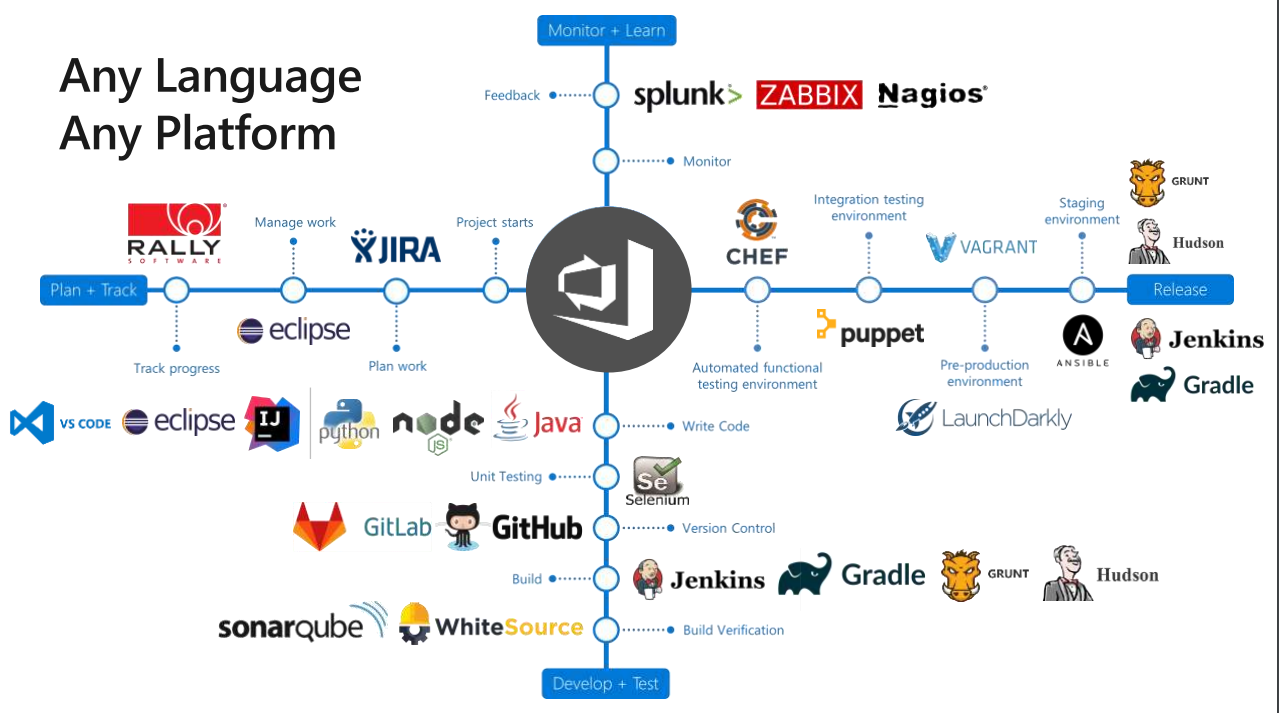 Any Language
Any Platform
Monitor + Learn
Feedback
splunk>
ZABBIX
Nagios®
Monitor
RALLY
SOFTWARE
Manage work
JIRA
Project starts
CHEF
Integration testing
environment
VAGRANT
Staging
environment
GRUNT
Hudson
Plan + Track
Release
eclipse
puppet
ANSIBLE
Jenkins
Track progress
Plan work
Automated functional
testing environment
Pre-production
environment
Gradle
LaunchDarkly
VS CODE
eclipse
IJ
python
node
JS
Java
Write Code
Unit Testing
Se
Selenium
GitLab
GitHub
Version Control
Build
Jenkins
Gradle
GRUNT
Hudson
sonarqube
WhiteSource
Build Verification
Develop + Test